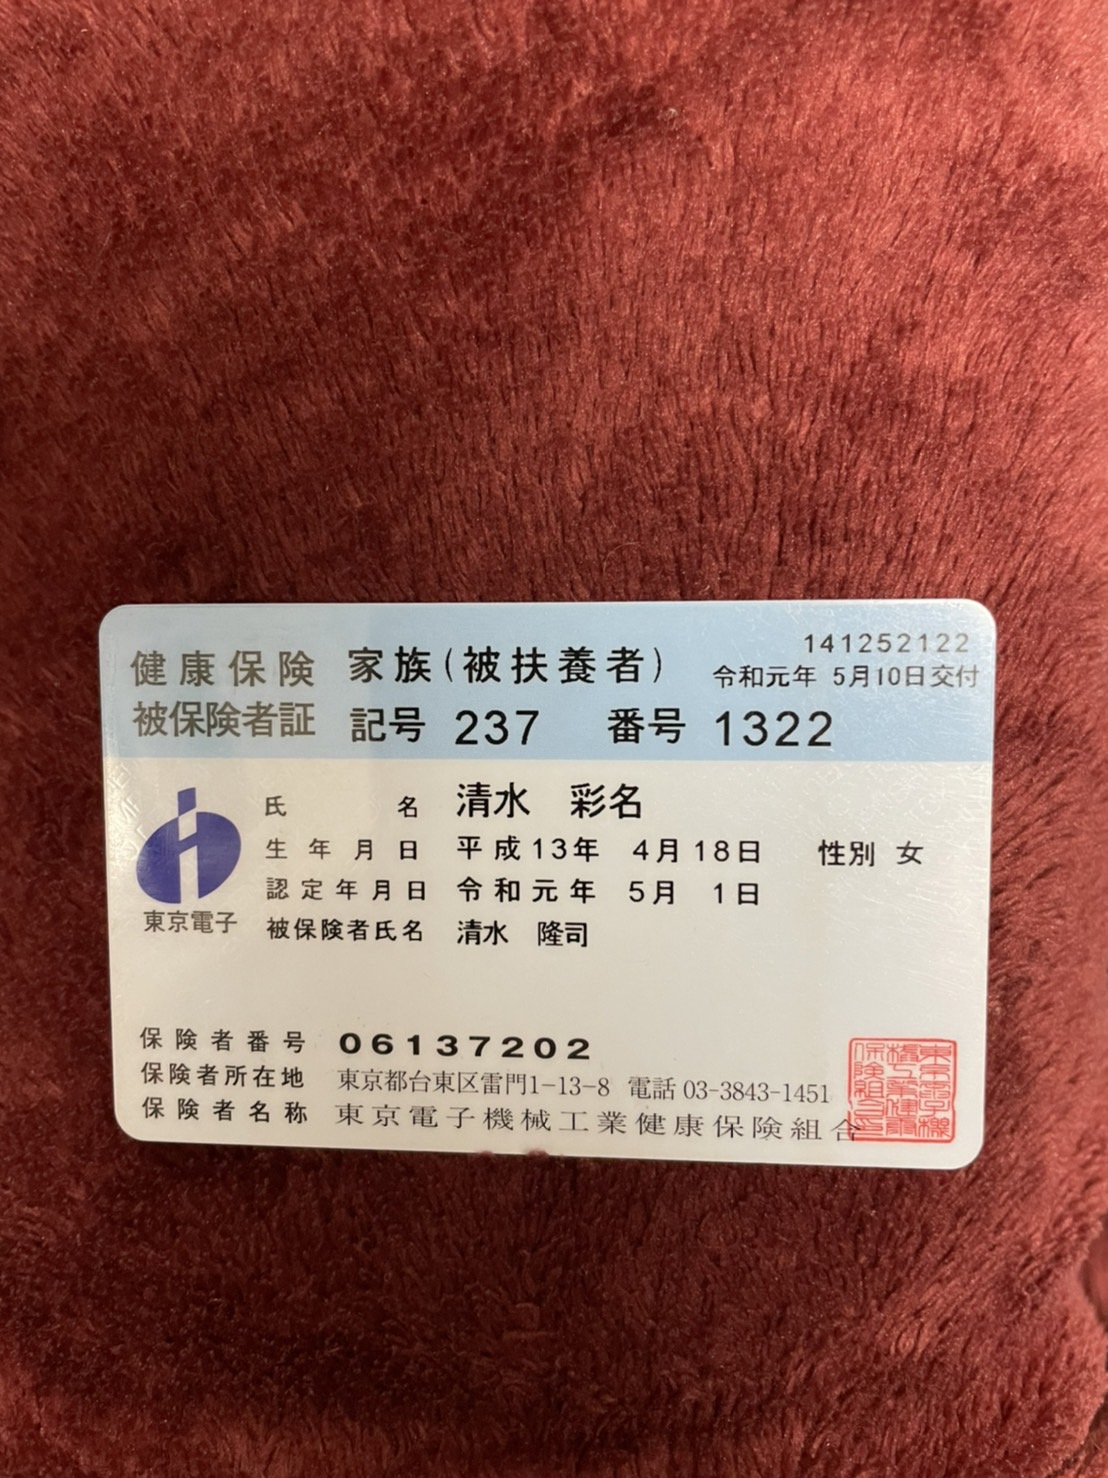 141252122
健康保険 家族(被扶養者) 令和元年 5月10日交付
被保険者証 記号 237 番号 1322
氏名 清水 彩名
生年月日 平成13年 4月18日 性別 女
認定年月日 令和元年 5月 1日
東京電子
被保険者氏名 清水 隆司
保険者番号 06137202
保険者所在地 東京都台東区雷門1-13-8 電話 03-3843-1451
保険者名称 東京電子機械工業健康保険組合